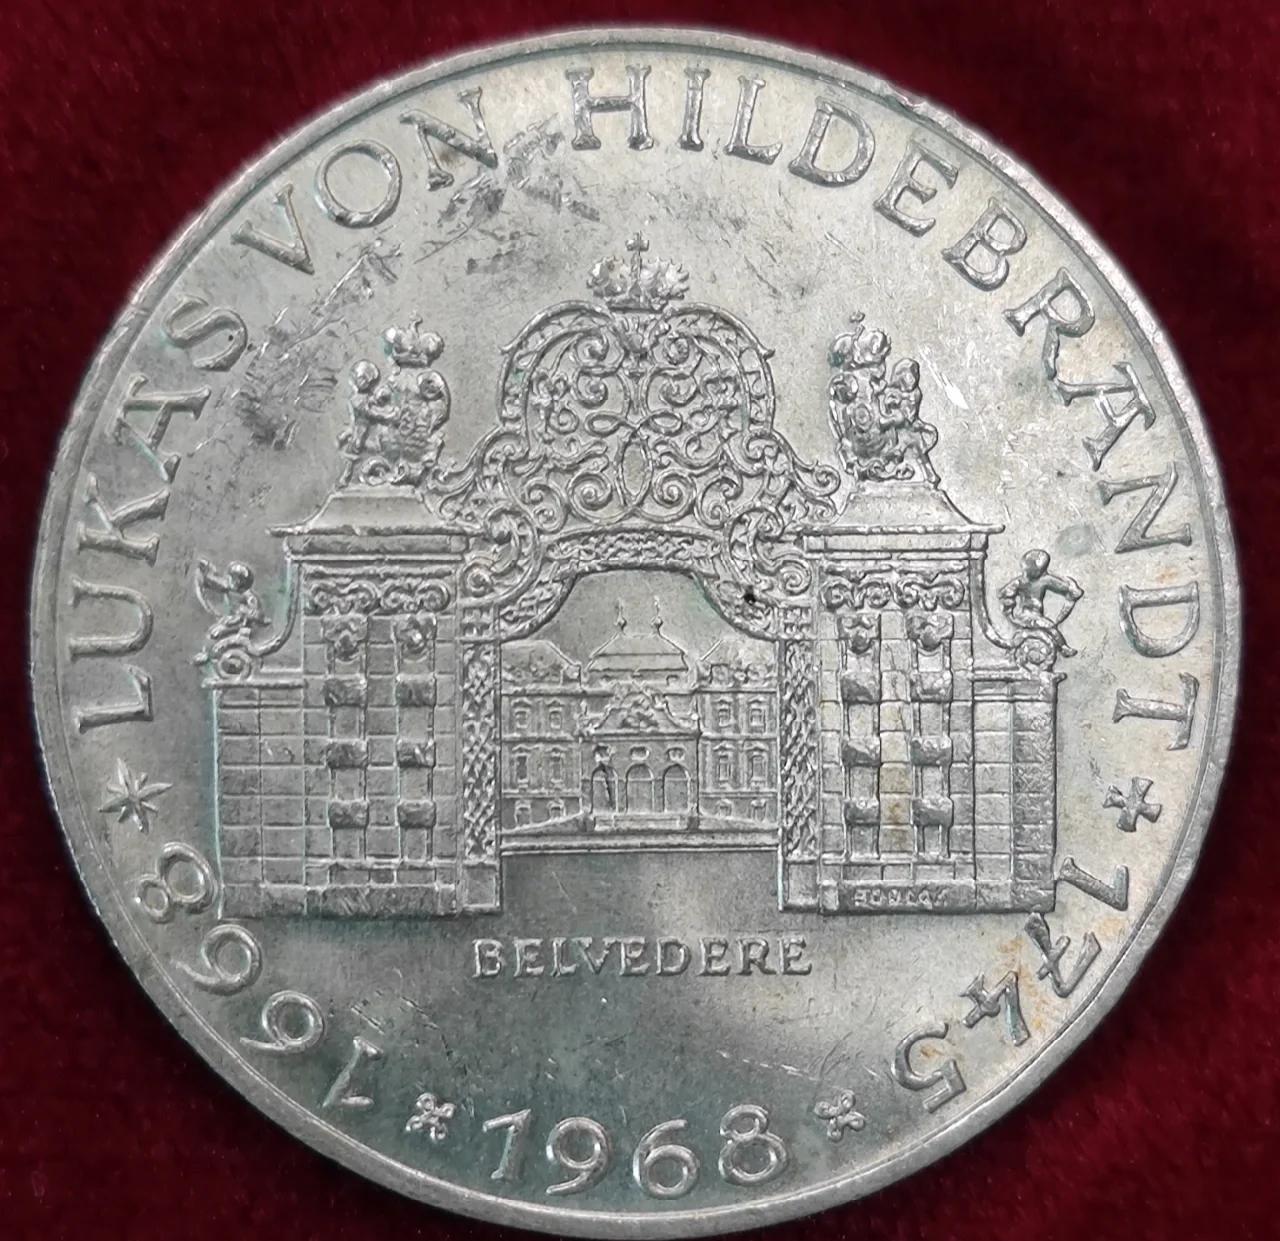 * LUKAS VON HILDEBRANDT
1668
1745
BELVEDERE
1968